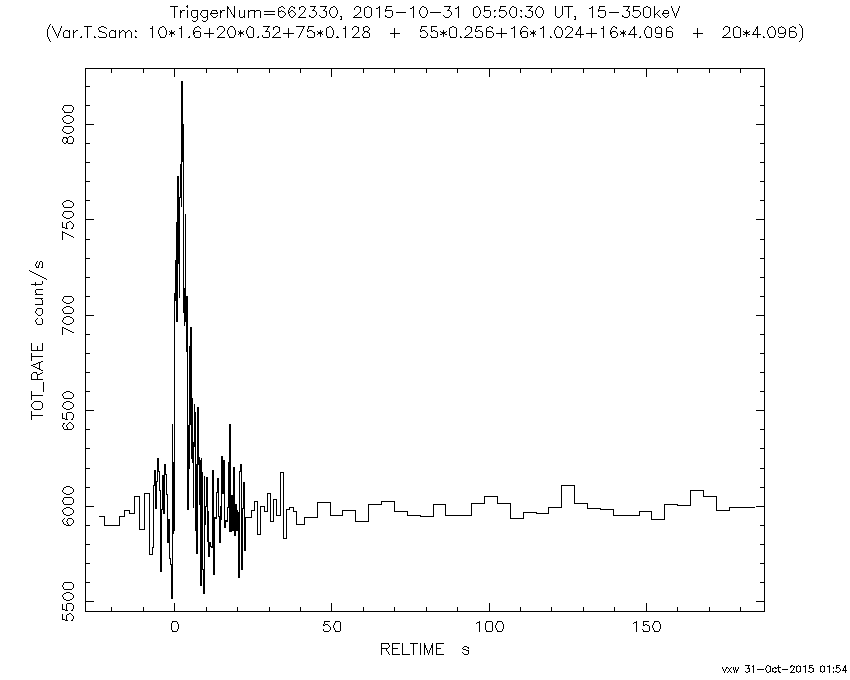 TriggerNum=662330, 2015-10-31 05:50:30 UT, 15-350keV
(Var.T.Sam: 10*1.6+20*0.32+75*0.128 + 55*0.256+16*1.024+16*4.096 + 20*4.096)
TOT_RATE count/s
8000
7500
7000
6500
6000
5500
0 50 100 150
RELTIME s
vxw 31-Oct-2015 01:54